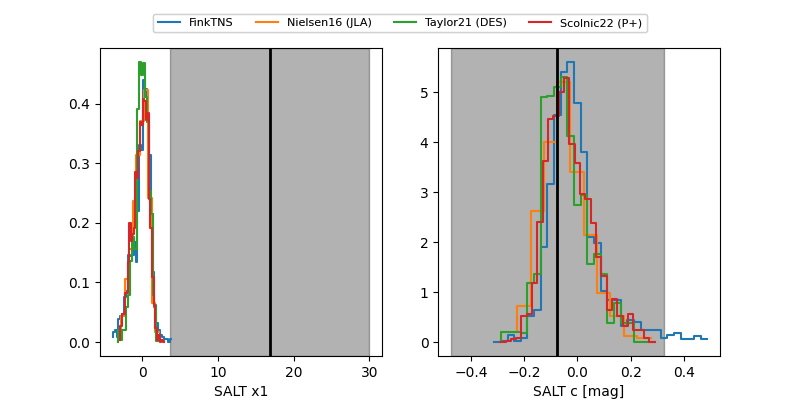 FinkTNS Nielsen16 (JLA) Taylor21 (DES) Scolnic22 (P+)
0.4
0.3
0.2
0.1
0.0
0 10 20 30
SALT x1
5
4
3
2
1
0
−0.4 −0.2 0.0 0.2 0.4
SALT c [mag]